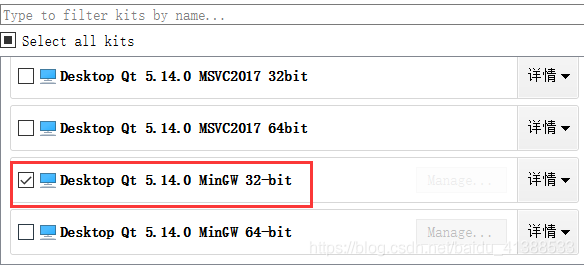 Type to filter kits by name...
Select all kits
Desktop Qt 5.14.0 MSVC2017 32bit 详情
Desktop Qt 5.14.0 MSVC2017 64bit 详情
Desktop Qt 5.14.0 MinGW 32-bit Manage... 详情
Desktop Qt 5.14.0 MinGW 64-bit Manage... 详情
https://blog.csdn.net/baidu_41388533